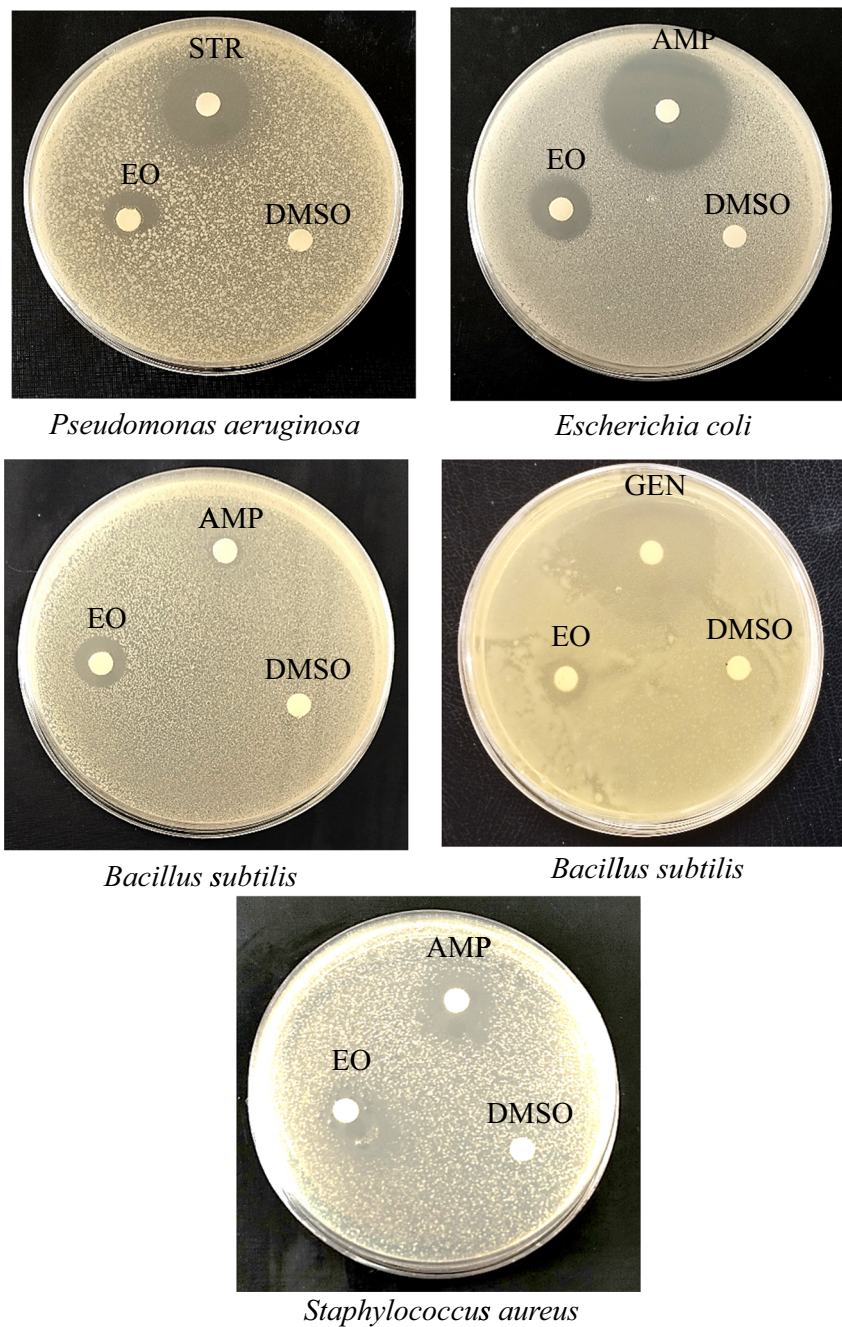 STR
EO
DMSO
Pseudomonas aeruginosa
AMP
EO
DMSO
Escherichia coli
AMP
EO
DMSO
Bacillus subtilis
GEN
EO
DMSO
Bacillus subtilis
AMP
EO
DMSO
Staphylococcus aureus